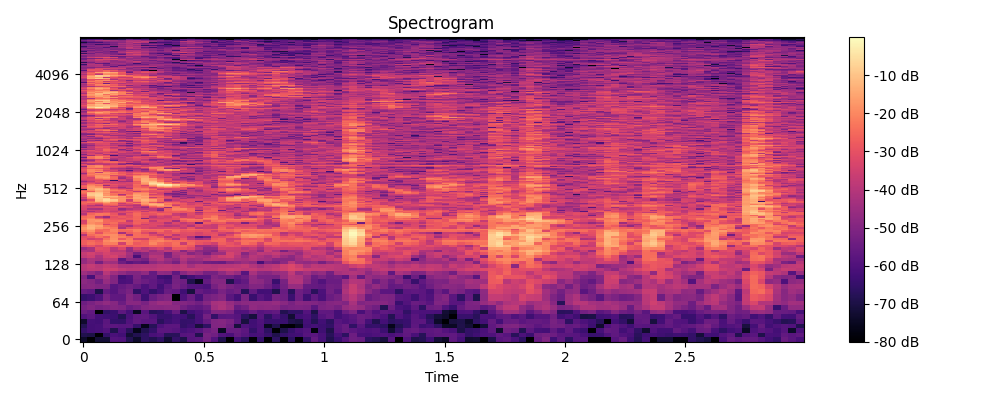 Spectrogram
Hz
4096
2048
1024
512
256
128
64
0
0
0.5
1
1.5
2
2.5
Time
-10 dB
-20 dB
-30 dB
-40 dB
-50 dB
-60 dB
-70 dB
-80 dB